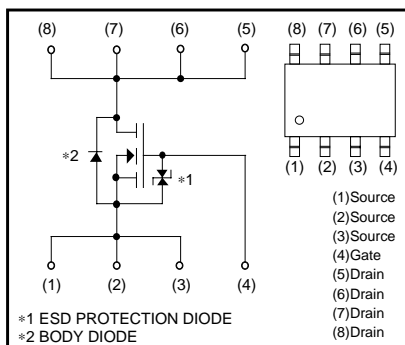 (8) (7) (6) (5)
(8) (7) (6) (5)
∗2
∗1
(1) (2) (3) (4)
(1) (2) (3) (4)
(1)Source
(2)Source
(3)Source
(4)Gate
(5)Drain
(6)Drain
(7)Drain
(8)Drain
∗1 ESD PROTECTION DIODE
∗2 BODY DIODE